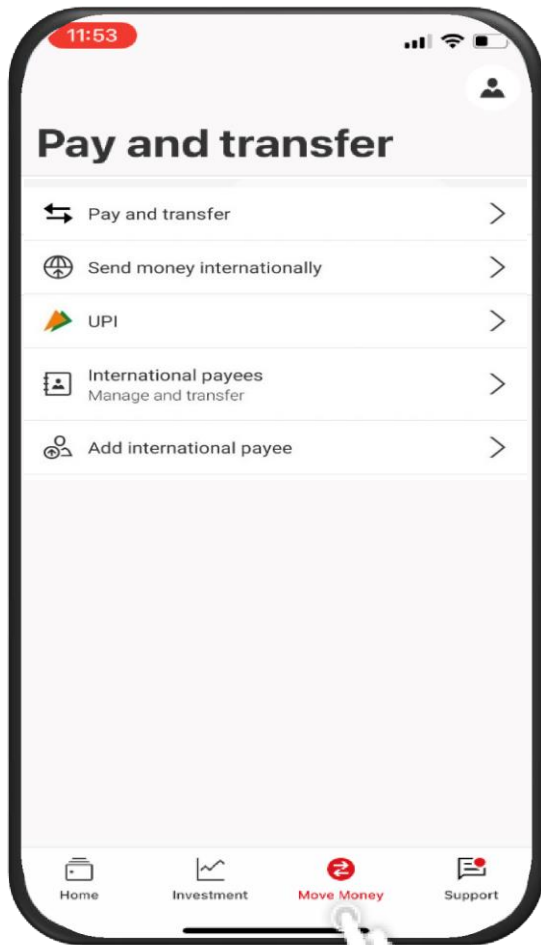 11:53
Pay and transfer
Pay and transfer
Send money internationally
UPI
International payees
Manage and transfer
Add international payee
Home
Investment
Move Money
Support